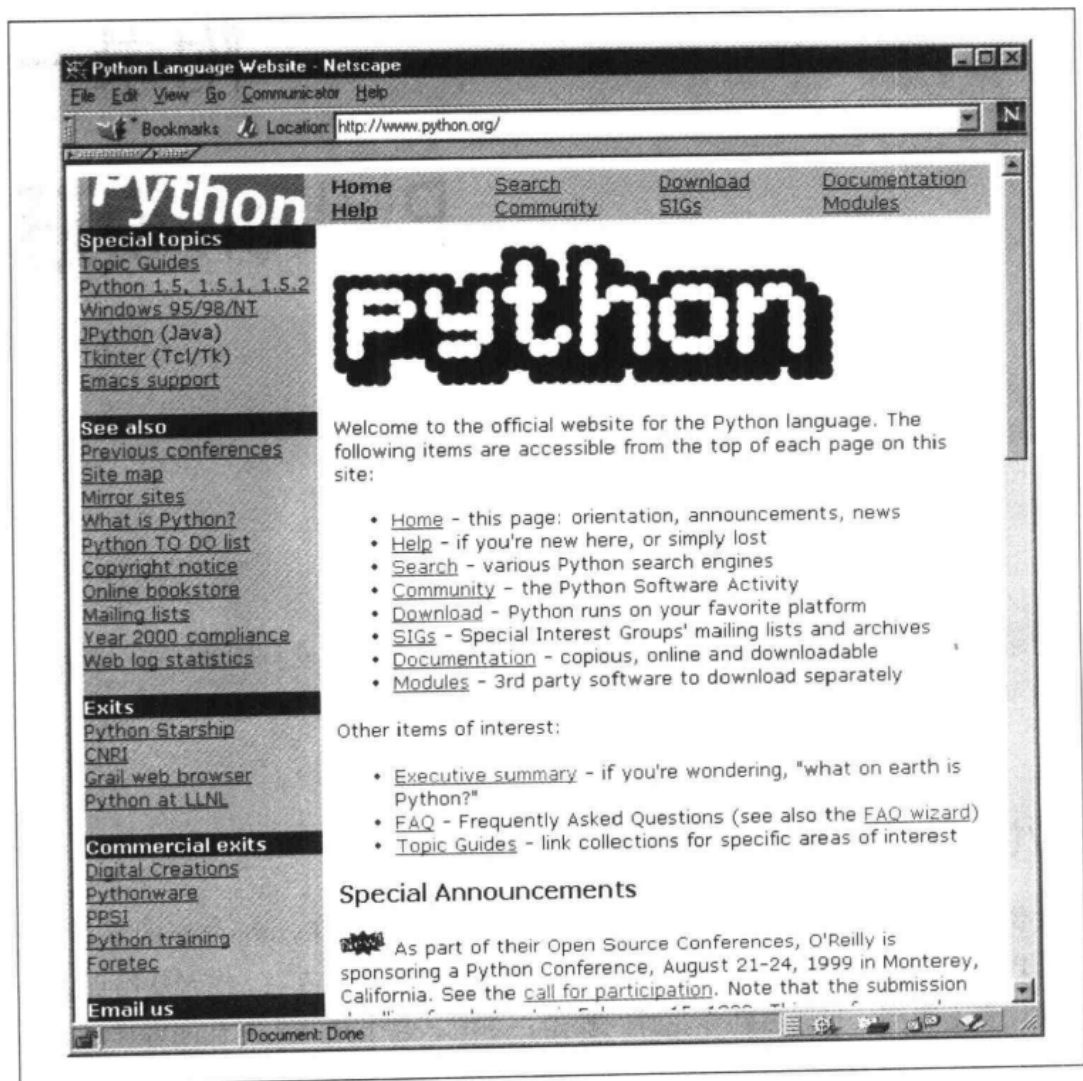 Python Language Website - Netscape
File Edit View Go Communicator Help
Bookmarks Location: http://www.python.org/
N
Python
Home Search Download Documentation
Help Community SIGs Modules
Special topics
Topic Guides
Python 1.5, 1.5.1, 1.5.2
Windows 95/98/NT
JPython (Java)
Tkinter (Tcl/Tk)
Emacs support
See also
Previous conferences
Site map
Mirror sites
What is Python?
Python TO DO list
Copyright notice
Online bookstore
Mailing lists
Year 2000 compliance
Web log statistics
Exits
Python Starship
CNRI
Grail web browser
Python at LLNL
Commercial exits
Digital Creations
Pythonware
PPSI
Python training
Foretec
Email us
python
Welcome to the official website for the Python language. The
following items are accessible from the top of each page on this
site:
• Home - this page: orientation, announcements, news
• Help - if you're new here, or simply lost
• Search - various Python search engines
• Community - the Python Software Activity
• Download - Python runs on your favorite platform
• SIGs - Special Interest Groups' mailing lists and archives
• Documentation - copious, online and downloadable
• Modules - 3rd party software to download separately
Other items of interest:
• Executive summary - if you're wondering, "what on earth is
Python?"
• FAQ - Frequently Asked Questions (see also the FAQ wizard)
• Topic Guides - link collections for specific areas of interest
Special Announcements
New! As part of their Open Source Conferences, O'Reilly is
sponsoring a Python Conference, August 21-24, 1999 in Monterey,
California. See the call for participation. Note that the submission
Document: Done